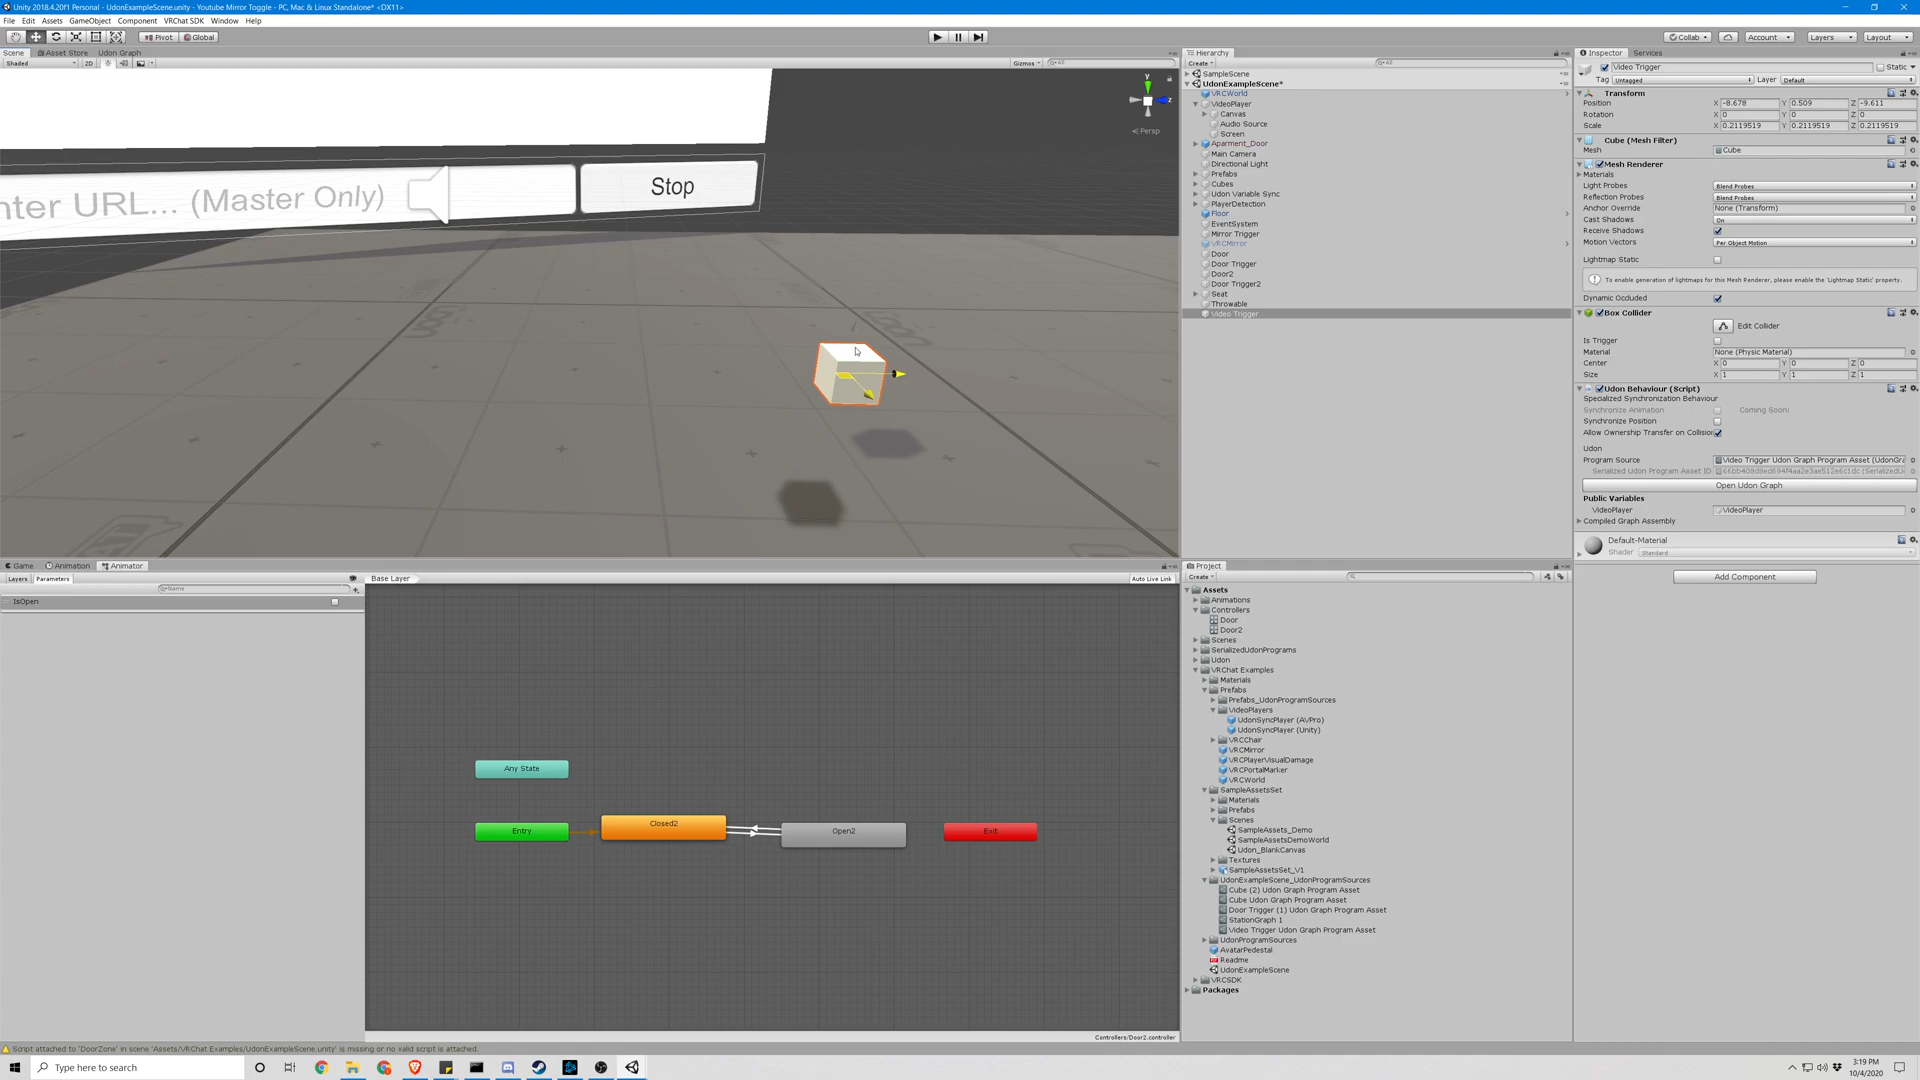 Unity 2018.4.20f1 Personal - UdonExampleScene.unity - Youtube Mirror Toggle - PC, Mac & Linux Standalone* <DX11>
File Edit Assets GameObject Component VRChat SDK Window Help
Pivot Global Collab Account Layers Layout
Scene Asset Store Udon Graph
Shaded 2D Gizmos All
y z
Persp
nter URL... (Master Only)
Stop
Hierarchy
Create All
SampleScene
UdonExampleScene*
VRCWorld
VideoPlayer
Canvas
Audio Source
Screen
Aparment_Door
Main Camera
Directional Light
Prefabs
Cubes
Udon Variable Sync
PlayerDetection
Floor
EventSystem
Mirror Trigger
VRCMirror
Door
Door Trigger
Door2
Door Trigger2
Seat
Throwable
Video Trigger
Inspector Services
Video Trigger Static
Tag Untagged Layer Default
Transform
Position X -8.678 Y 0.509 Z -9.611
Rotation X 0 Y 0 Z 0
Scale X 0.2119519 Y 0.2119519 Z 0.2119519
Cube (Mesh Filter)
Mesh Cube
Mesh Renderer
Materials
Light Probes Blend Probes
Reflection Probes Blend Probes
Anchor Override None (Transform)
Cast Shadows On
Receive Shadows
Motion Vectors Per Object Motion
Lightmap Static
To enable generation of lightmaps for this Mesh Renderer, please enable the 'Lightmap Static' property.
Dynamic Occluded
Box Collider
Edit Collider
Is Trigger
Material None (Physic Material)
Center X 0 Y 0 Z 0
Size X 1 Y 1 Z 1
Udon Behaviour (Script)
Specialized Synchronization Behaviour
Synchronize Animation Coming Soon!
Synchronize Position
Allow Ownership Transfer on Collision
Udon
Program Source Video Trigger Udon Graph Program Asset (UdonGra
Serialized Udon Program Asset ID
Open Udon Graph
Public Variables
VideoPlayer VideoPlayer
Compiled Graph Assembly
Default-Material
Shader Standard
Add Component
Game Animation Animator
Layers Parameters Base Layer Auto Live Link
Name
IsOpen
Any State
Entry Closed2 Open2 Exit
Controllers/Door2.controller
Project
Create
Assets
Animations
Controllers
Door
Door2
Scenes
SerializedUdonPrograms
Udon
VRChat Examples
Materials
Prefabs
Prefabs_UdonProgramSources
VideoPlayers
UdonSyncPlayer (AVPro)
UdonSyncPlayer (Unity)
VRCChair
VRCMirror
VRCPlayerVisualDamage
VRCPortalMarker
VRCWorld
SampleAssetsSet
Materials
Prefabs
Scenes
SampleAssets_Demo
SampleAssetsDemoWorld
Udon_BlankCanvas
Textures
SampleAssetsSet_V1
UdonExampleScene_UdonProgramSources
Cube (2) Udon Graph Program Asset
Cube Udon Graph Program Asset
Door Trigger (1) Udon Graph Program Asset
StationGraph 1
Video Trigger Udon Graph Program Asset
UdonProgramSources
AvatarPedestal
Readme
UdonExampleScene
VRCSDK
Packages
Script attached to 'DoorZone' in scene 'Assets/VRChat Examples/UdonExampleScene.unity' is missing or no valid script is attached.
Type here to search
3:19 PM
10/4/2020